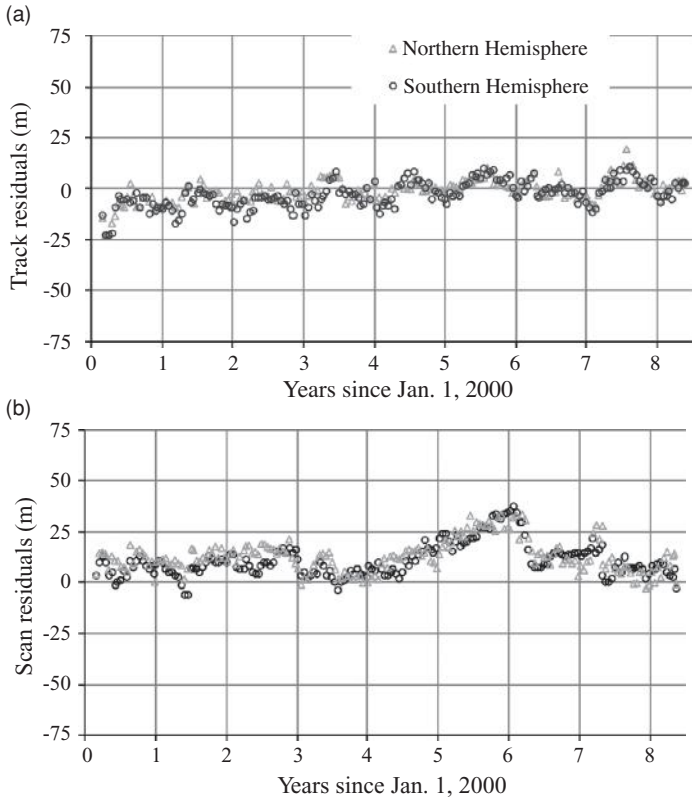 (a)
75
50
25
0
-25
-50
-75
Track residuals (m)
Northern Hemisphere
Southern Hemisphere
0 1 2 3 4 5 6 7 8
Years since Jan. 1, 2000
(b)
75
50
25
0
-25
-50
-75
Scan residuals (m)
0 1 2 3 4 5 6 7 8
Years since Jan. 1, 2000